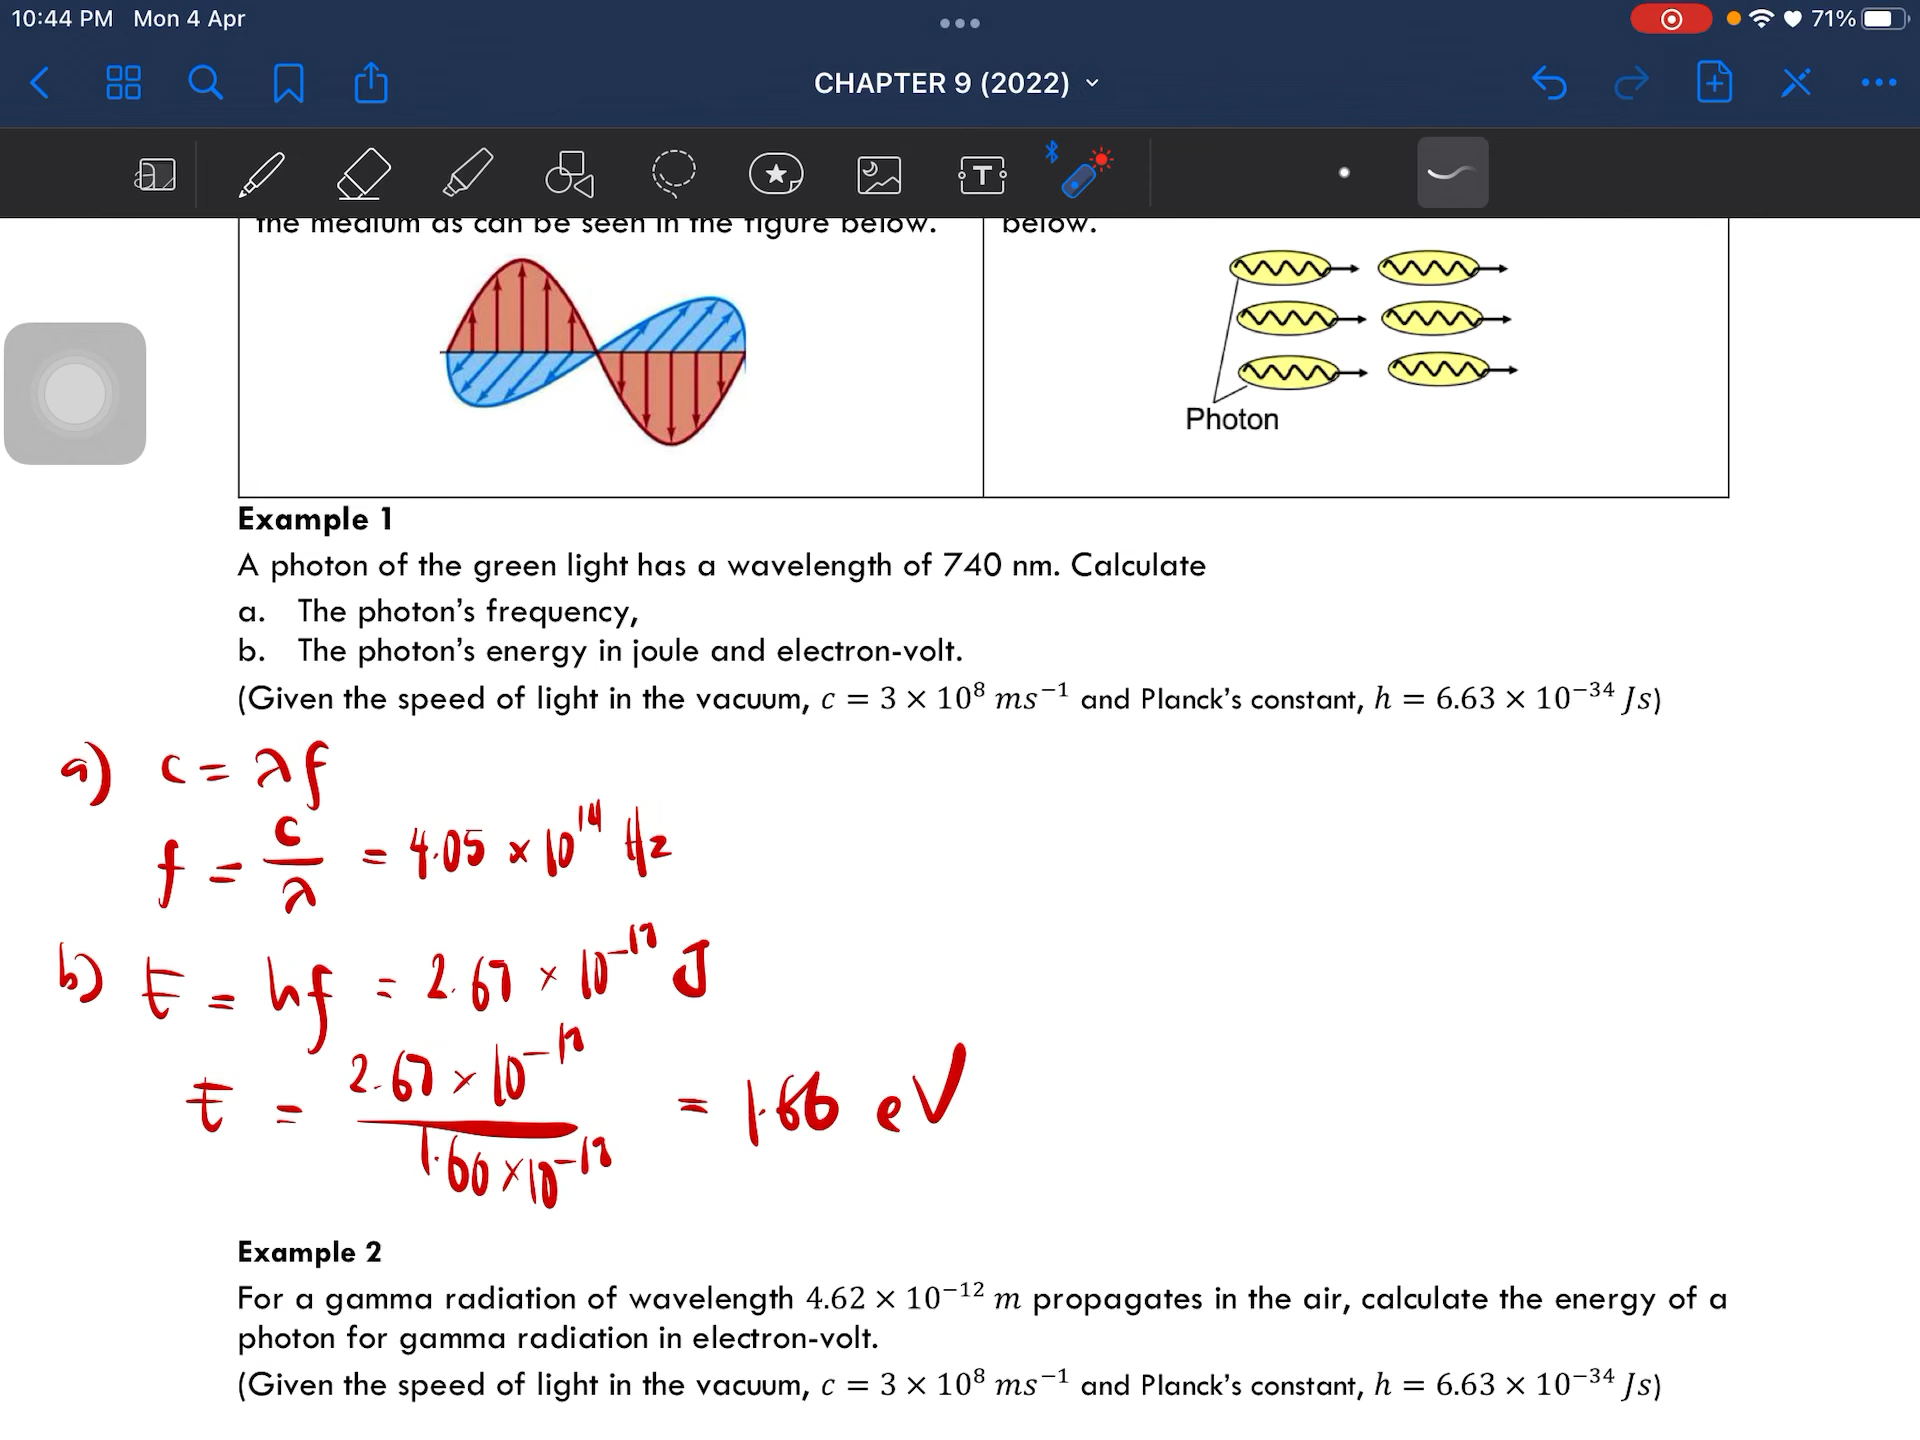 10:44 PM Mon 4 Apr
71%
CHAPTER 9 (2022)
the medium as can be seen in the figure below.
below.
Photon
Example 1
A photon of the green light has a wavelength of 740 nm. Calculate
a. The photon's frequency,
b. The photon's energy in joule and electron-volt.
(Given the speed of light in the vacuum, c = 3 × 10⁸ ms⁻¹ and Planck's constant, h = 6.63 × 10⁻³⁴ Js)
a) c = λf
f = c/λ = 4.05 × 10¹⁴ Hz
b) E = hf = 2.67 × 10⁻¹⁹ J
E = 2.67 × 10⁻¹⁹ / 1.60 × 10⁻¹⁹ = 1.66 eV
Example 2
For a gamma radiation of wavelength 4.62 × 10⁻¹² m propagates in the air, calculate the energy of a
photon for gamma radiation in electron-volt.
(Given the speed of light in the vacuum, c = 3 × 10⁸ ms⁻¹ and Planck's constant, h = 6.63 × 10⁻³⁴ Js)